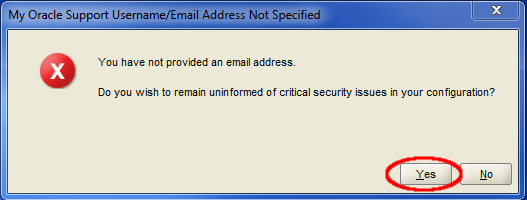 My Oracle Support Username/Email Address Not Specified
You have not provided an email address.
Do you wish to remain uninformed of critical security issues in your configuration?
Yes
No